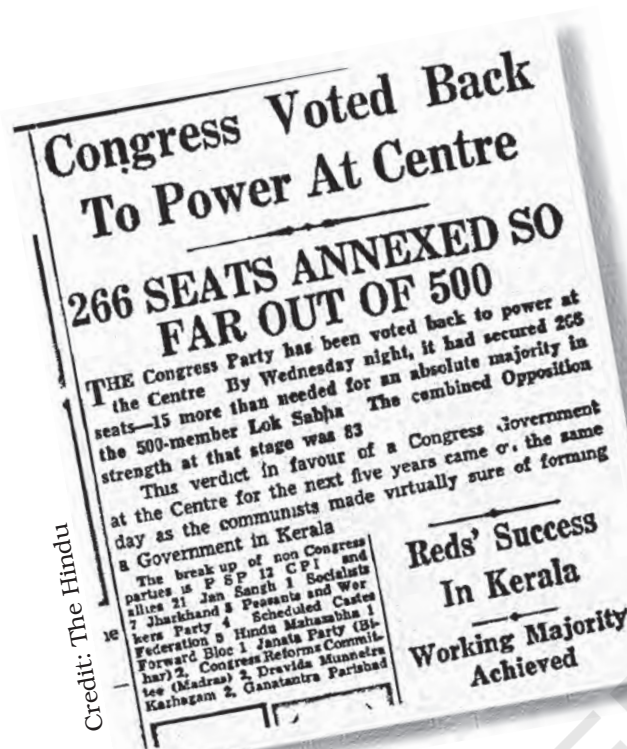 Congress Voted Back
To Power At Centre
266 SEATS ANNEXED SO
FAR OUT OF 500
THE Congress Party has been voted back to power at
the Centre By Wednesday night, it had secured 266
seats—15 more than needed for an absolute majority in
the 500-member Lok Sabha The combined Opposition
strength at that stage was 83
This verdict in favour of a Congress Government
at the Centre for the next five years came on the same
day as the communists made virtually sure of forming
a Government in Kerala
The break up of non Congress
parties is P S P 12 C P I and
allies 21 Jan Sangh 1 Socialists
7 Jharkhand 5 Peasants and Wor
kers Party 4 Scheduled Castes
Federation 5 Hindu Mahasabha 1
Forward Bloc 1 Janata Party (Bi-
har) 2, Congress Reforms Commit-
tee (Madras) 2, Dravida Munnetra
Kazhagam 2, Ganatantra Parishad
Reds' Success
In Kerala
Working Majority
Achieved
Credit: The Hindu